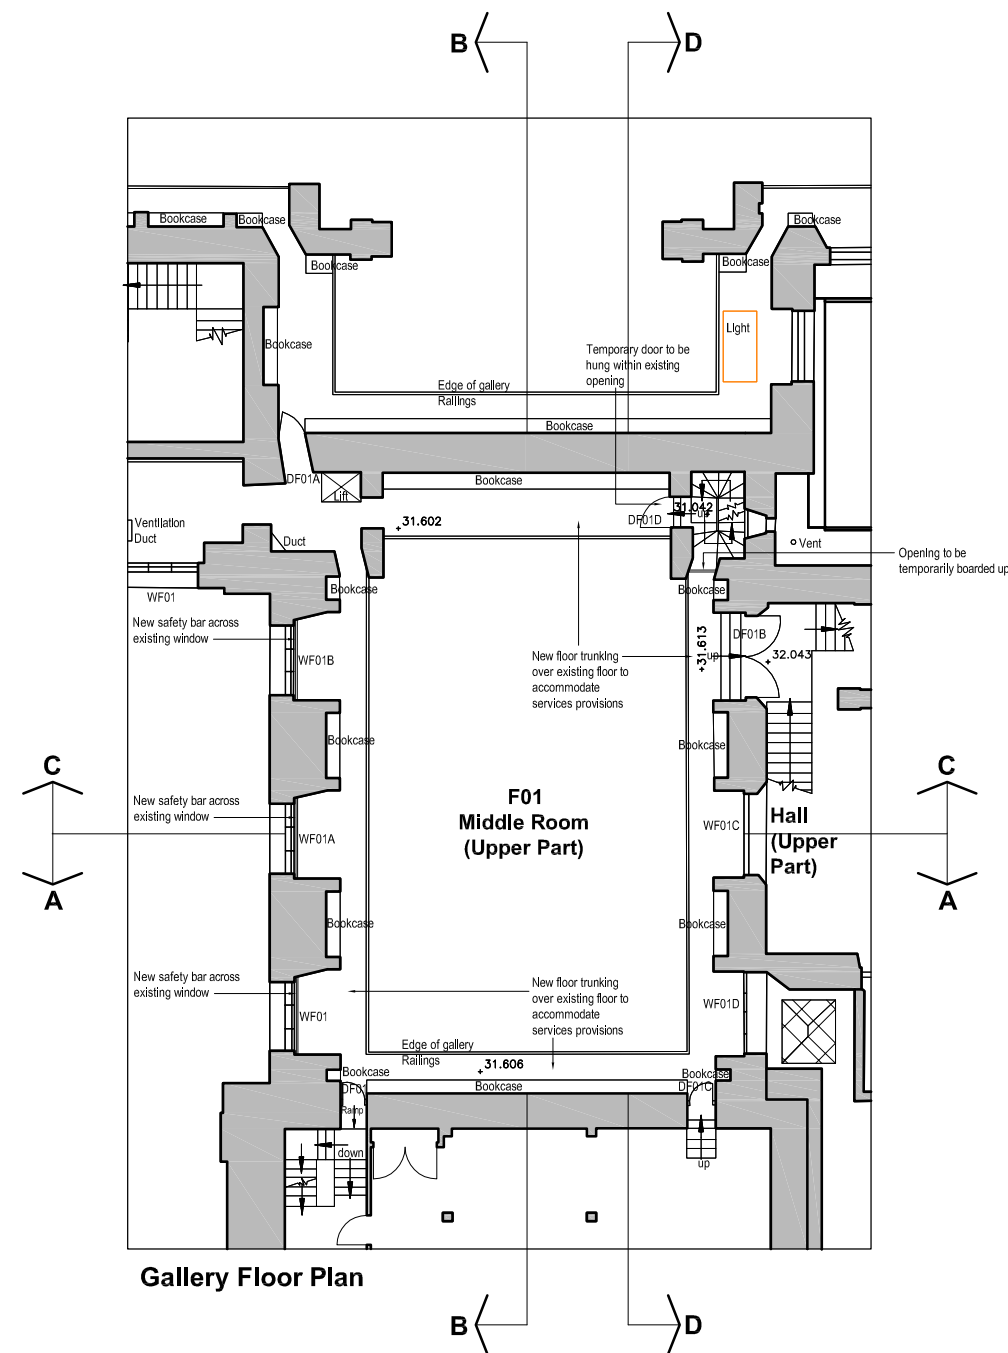 B
D
Bookcase
Bookcase
Bookcase
Bookcase
Bookcase
Light
Bookcase
Temporary door to be
hung within existing
opening
Edge of gallery
Railings
Bookcase
DF01A
Lift
Bookcase
31.602
DF01D
31.042
up
Ventilation
Duct
Duct
Vent
Opening to be
temporarily boarded up
WF01
Bookcase
Bookcase
New safety bar across
existing window
WF01B
New floor trunking
over existing floor to
accommodate
services provisions
31.613
up
DF01B
32.043
Bookcase
Bookcase
C
C
New safety bar across
existing window
WF01A
F01
Middle Room
(Upper Part)
WF01C
Hall
(Upper
Part)
A
A
Bookcase
Bookcase
New safety bar across
existing window
WF01
New floor trunking
over existing floor to
accommodate
services provisions
WF01D
Edge of gallery
Railings
31.606
Bookcase
Bookcase
Bookcase
DF01
DF01C
Ramp
down
up
Gallery Floor Plan
B
D